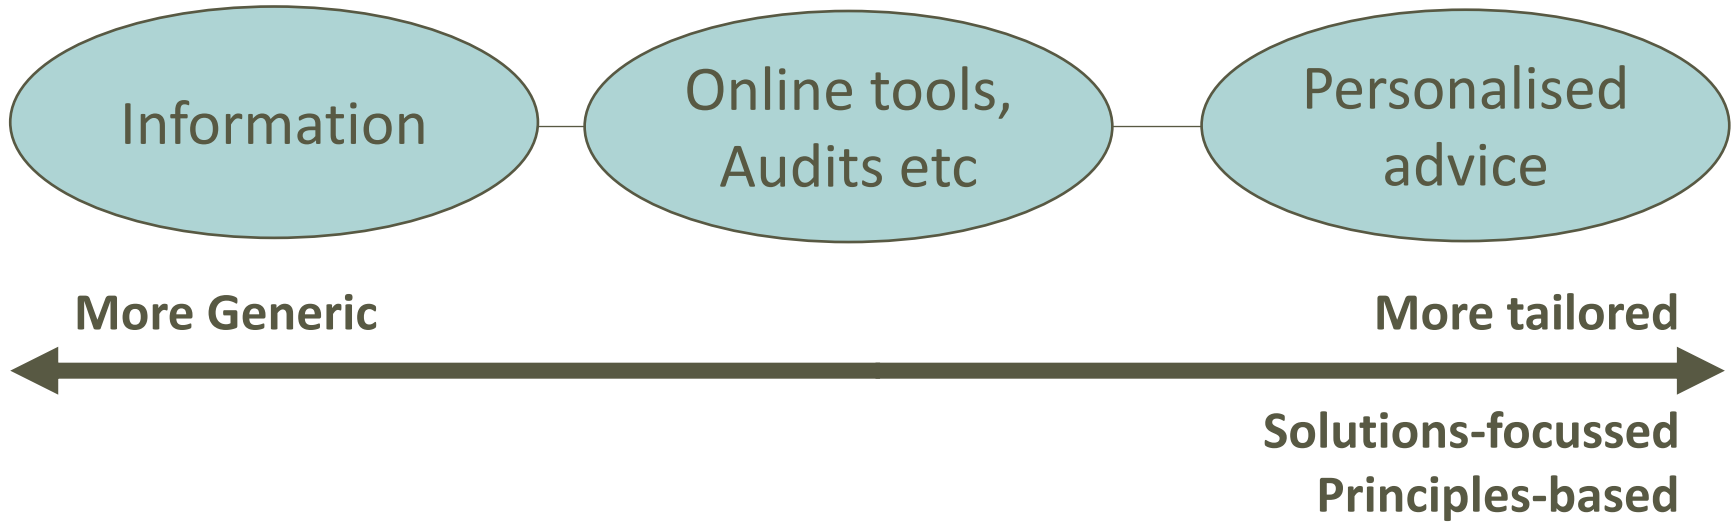 Information
Online tools,
Audits etc
Personalised
advice
More Generic
More tailored
Solutions-focussed
Principles-based